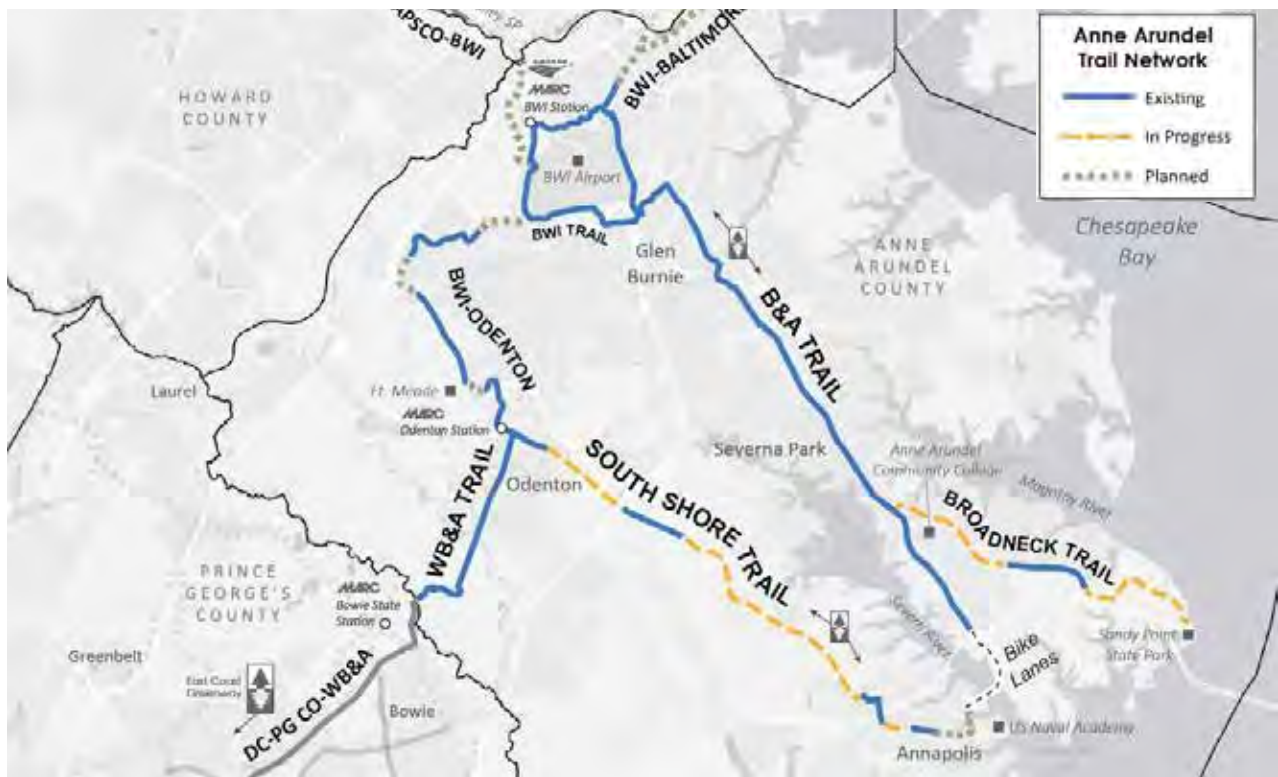 APSCO-BWI
BWI-BALTIMORE
Anne Arundel
Trail Network
Existing
In Progress
Planned
HOWARD
COUNTY
MARC
BWI Station
BWI Airport
BWI TRAIL
Glen
Burnie
ANNE
ARUNDEL
COUNTY
Chesapeake
Bay
BWI-ODENTON
B&A TRAIL
Laurel
Ft. Meade
MARC
Odenton Station
Severna Park
Anne Arundel
Community College
Magothy River
WB&A TRAIL
Odenton
SOUTH SHORE TRAIL
BROADNECK TRAIL
PRINCE
GEORGE'S
COUNTY
MARC
Bowie State
Station
Severn River
Sandy Point
State Park
Bike
Lanes
Greenbelt
East Coast
Greenway
DC-PG CO-WB&A
Bowie
US Naval Academy
Annapolis